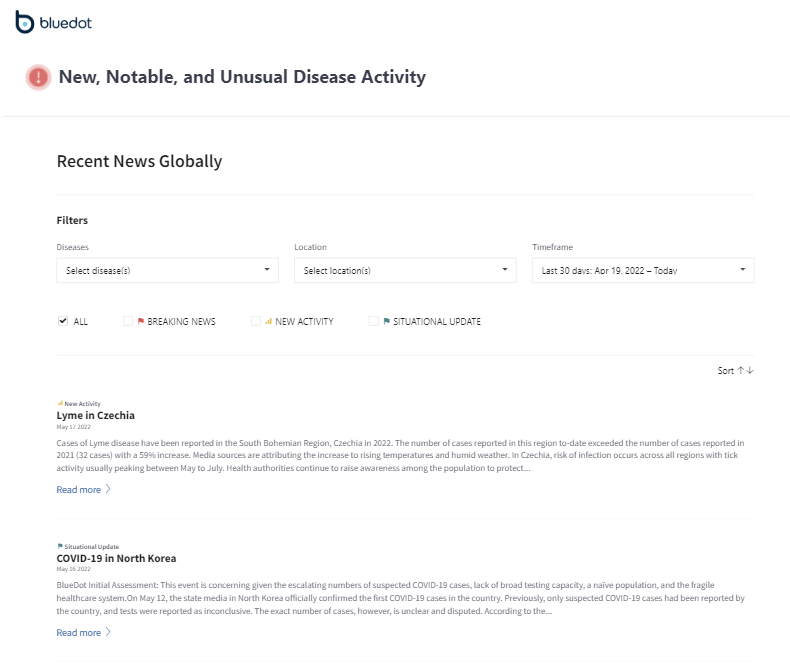 bluedot
New, Notable, and Unusual Disease Activity
Recent News Globally
Filters
Diseases
Location
Timeframe
Select disease(s)
Select location(s)
Last 30 days: Apr 19, 2022 – Today
ALL
BREAKING NEWS
NEW ACTIVITY
SITUATIONAL UPDATE
Sort ↑↓
New Activity
Lyme in Czechia
May 17 2022
Cases of Lyme disease have been reported in the South Bohemian Region, Czechia in 2022. The number of cases reported in this region to-date exceeded the number of cases reported in
2021 (32 cases) with a 59% increase. Media sources are attributing the increase to rising temperatures and humid weather. In Czechia, risk of infection occurs across all regions with tick
activity usually peaking between May to July. Health authorities continue to raise awareness among the population to protect...
Read more >
Situational Update
COVID-19 in North Korea
May 16 2022
BlueDot Initial Assessment: This event is concerning given the escalating numbers of suspected COVID-19 cases, lack of broad testing capacity, a naïve population, and the fragile
healthcare system.On May 12, the state media in North Korea officially confirmed the first COVID-19 cases in the country. Previously, only suspected COVID-19 cases had been reported by
the country, and tests were reported as inconclusive. The exact number of cases, however, is unclear and disputed. According to the...
Read more >